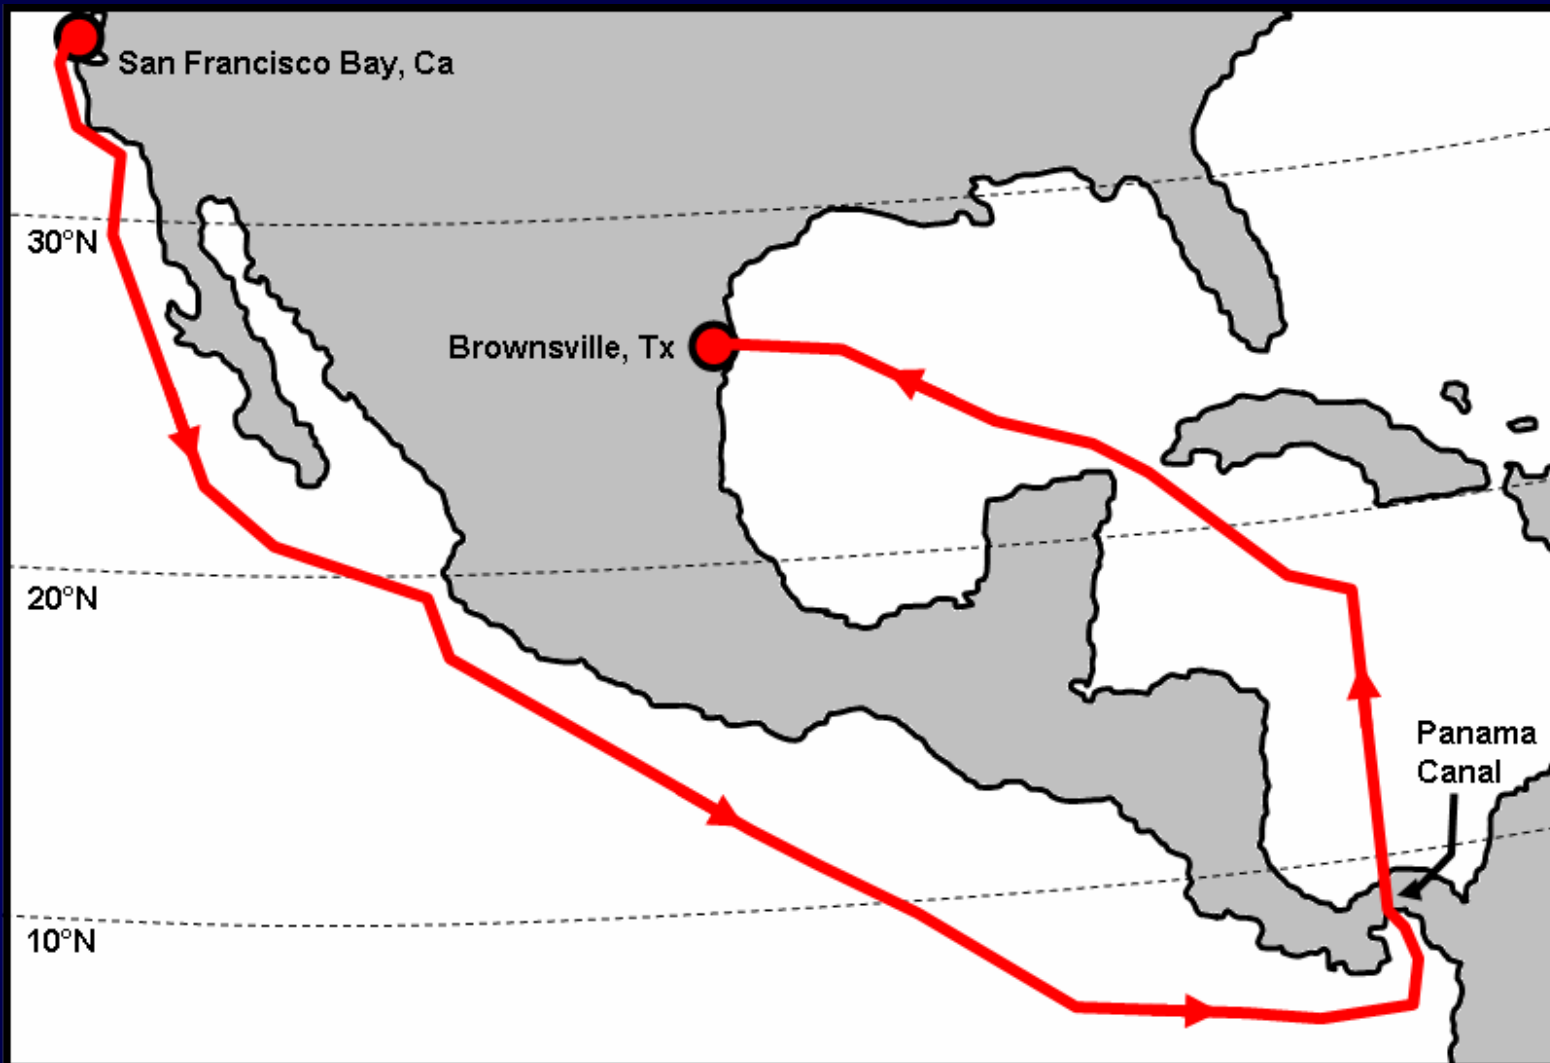 San Francisco Bay, Ca
30°N
Brownsville, Tx
20°N
Panama
Canal
10°N